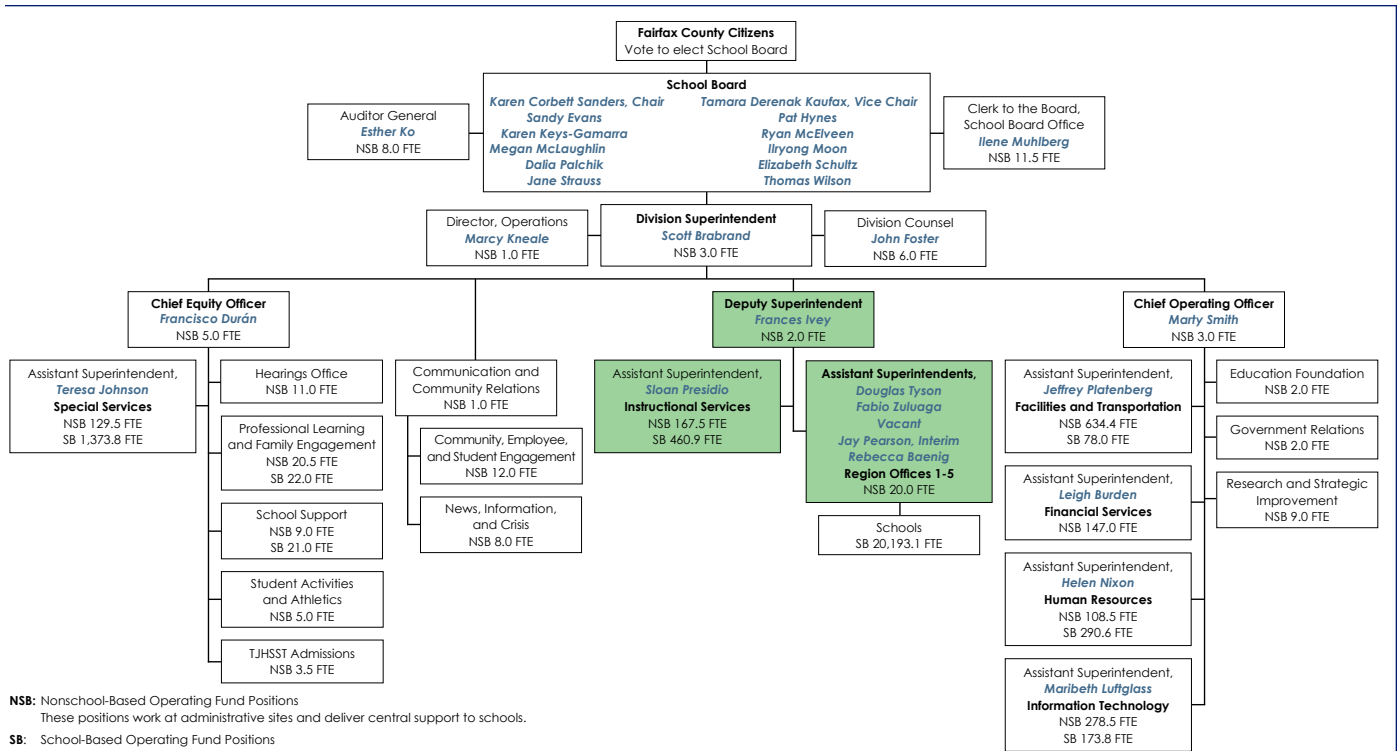 Fairfax County Citizens
Vote to elect School Board
School Board
Karen Corbett Sanders, Chair
Tamara Derenak Kaufax, Vice Chair
Sandy Evans
Pat Hynes
Karen Keys-Gamarra
Ryan McElveen
Megan McLaughlin
Ilryong Moon
Dalia Palchik
Elizabeth Schultz
Jane Strauss
Thomas Wilson
Auditor General
Esther Ko
NSB 8.0 FTE
Clerk to the Board,
School Board Office
Ilene Muhlberg
NSB 11.5 FTE
Director, Operations
Marcy Kneale
NSB 1.0 FTE
Division Superintendent
Scott Brabrand
NSB 3.0 FTE
Division Counsel
John Foster
NSB 6.0 FTE
Chief Equity Officer
Francisco Durán
NSB 5.0 FTE
Deputy Superintendent
Frances Ivey
NSB 2.0 FTE
Chief Operating Officer
Marty Smith
NSB 3.0 FTE
Assistant Superintendent,
Teresa Johnson
Special Services
NSB 129.5 FTE
SB 1,373.8 FTE
Hearings Office
NSB 11.0 FTE
Professional Learning
and Family Engagement
NSB 20.5 FTE
SB 22.0 FTE
School Support
NSB 9.0 FTE
SB 21.0 FTE
Student Activities
and Athletics
NSB 5.0 FTE
TJHSST Admissions
NSB 3.5 FTE
Communication and
Community Relations
NSB 1.0 FTE
Community, Employee,
and Student Engagement
NSB 12.0 FTE
News, Information,
and Crisis
NSB 8.0 FTE
Assistant Superintendent,
Sloan Presidio
Instructional Services
NSB 167.5 FTE
SB 460.9 FTE
Assistant Superintendents,
Douglas Tyson
Fabio Zuluaga
Vacant
Jay Pearson, Interim
Rebecca Baenig
Region Offices 1-5
NSB 20.0 FTE
Schools
SB 20,193.1 FTE
Assistant Superintendent,
Jeffrey Platenberg
Facilities and Transportation
NSB 634.4 FTE
SB 78.0 FTE
Assistant Superintendent,
Leigh Burden
Financial Services
NSB 147.0 FTE
Assistant Superintendent,
Helen Nixon
Human Resources
NSB 108.5 FTE
SB 290.6 FTE
Assistant Superintendent,
Maribeth Luftglass
Information Technology
NSB 278.5 FTE
SB 173.8 FTE
Education Foundation
NSB 2.0 FTE
Government Relations
NSB 2.0 FTE
Research and Strategic
Improvement
NSB 9.0 FTE
NSB: Nonschool-Based Operating Fund Positions
These positions work at administrative sites and deliver central support to schools.
SB: School-Based Operating Fund Positions